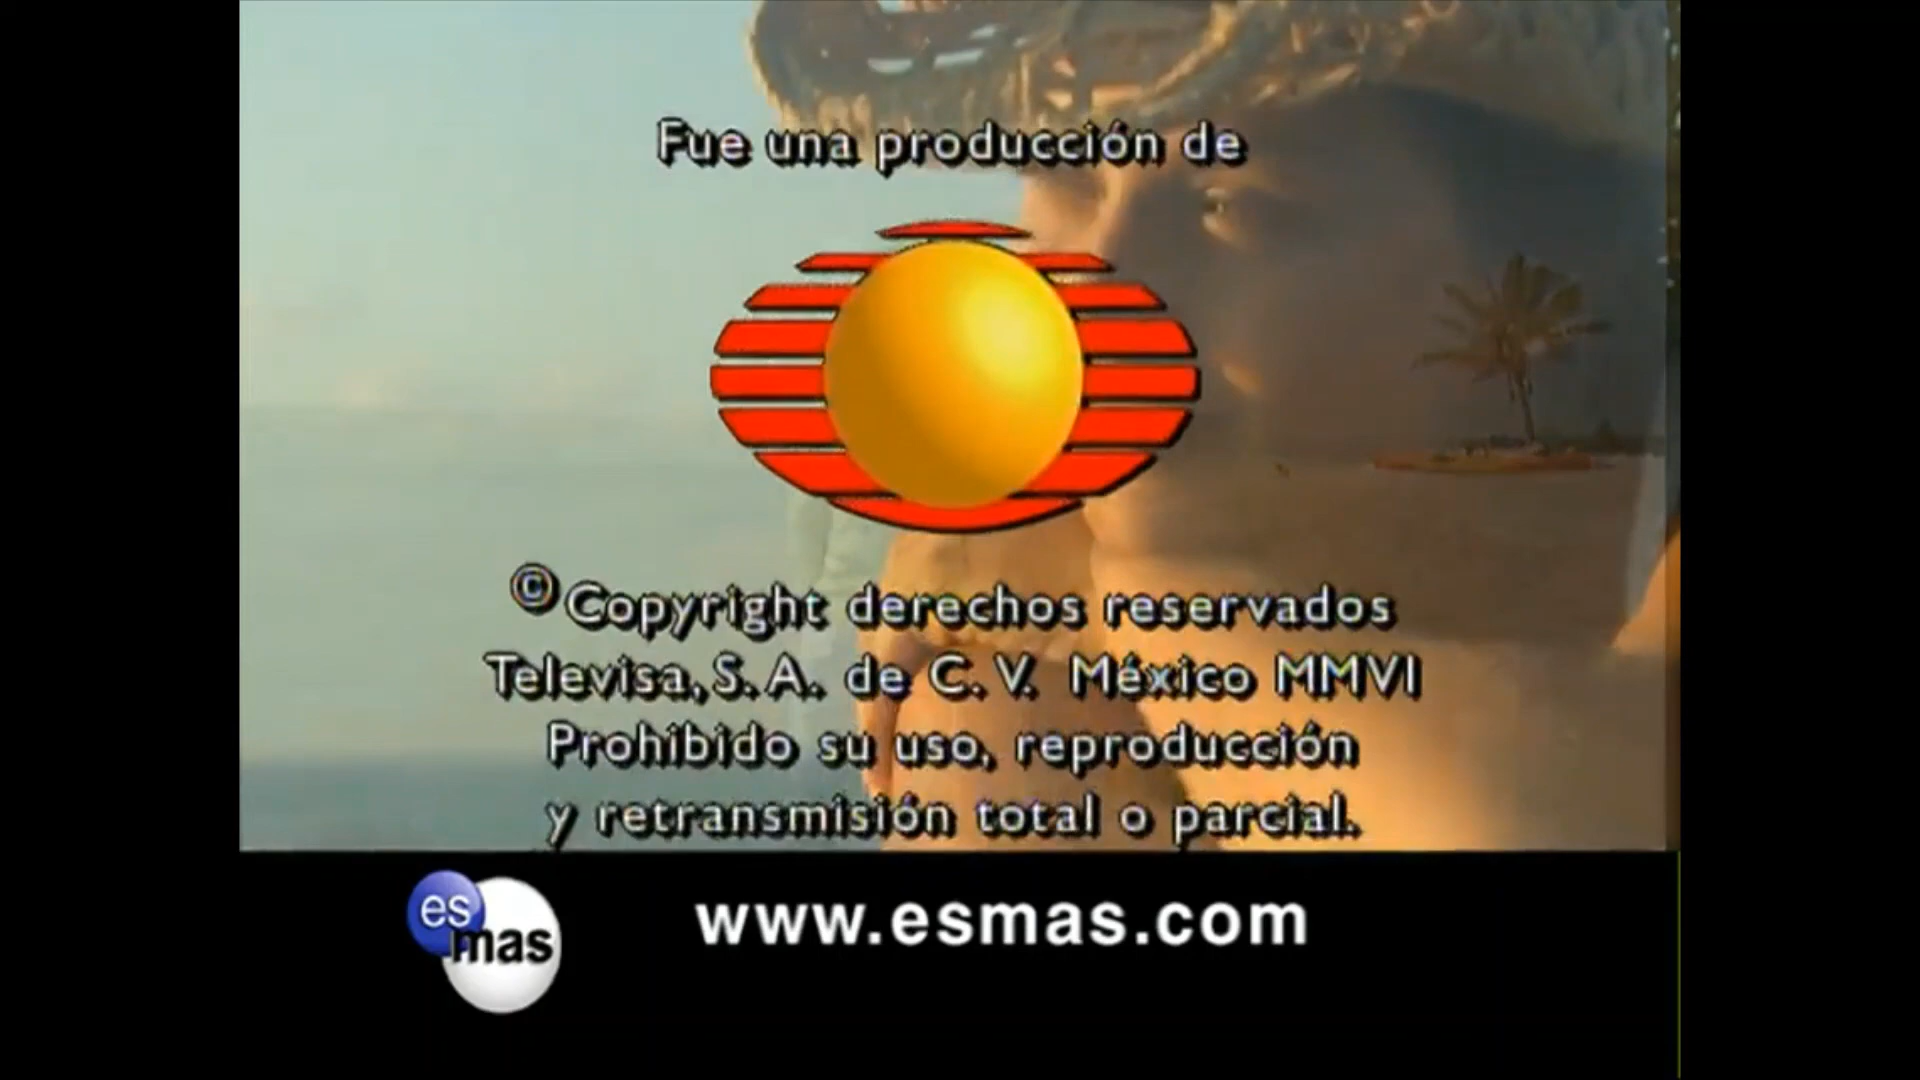 Fue una producción de
© Copyright derechos reservados
Televisa, S. A. de C. V. México MMVI
Prohibido su uso, reproducción
y retransmisión total o parcial.
es
mas
www.esmas.com